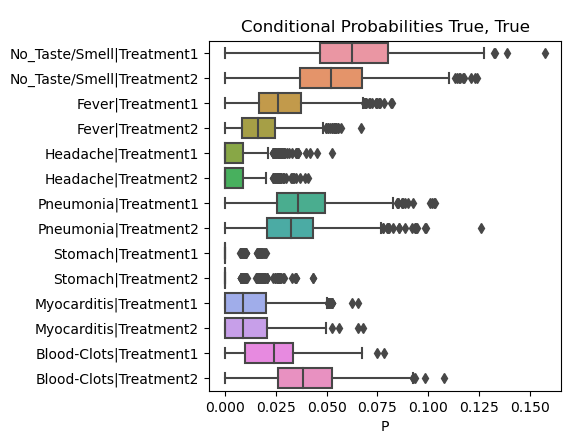 Conditional Probabilities True, True
No_Taste/Smell|Treatment1
No_Taste/Smell|Treatment2
Fever|Treatment1
Fever|Treatment2
Headache|Treatment1
Headache|Treatment2
Pneumonia|Treatment1
Pneumonia|Treatment2
Stomach|Treatment1
Stomach|Treatment2
Myocarditis|Treatment1
Myocarditis|Treatment2
Blood-Clots|Treatment1
Blood-Clots|Treatment2
0.000 0.025 0.050 0.075 0.100 0.125 0.150
P